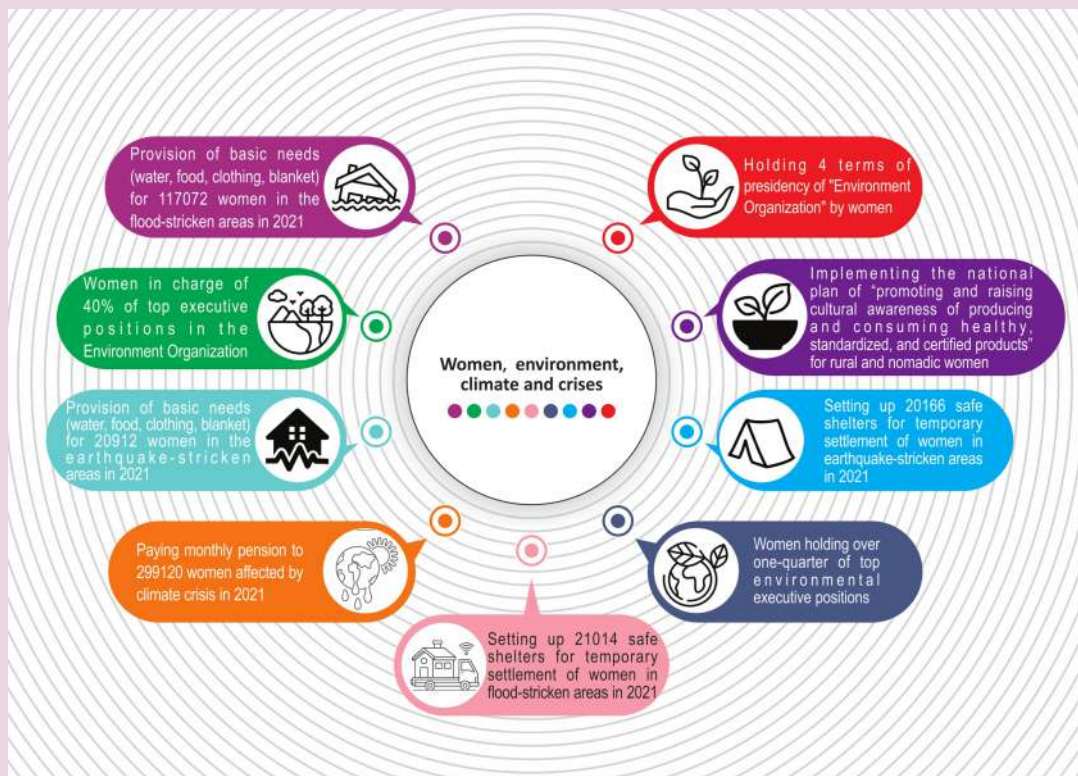 Provision of basic needs
(water, food, clothing, blanket)
for 117072 women in the
flood-stricken areas in 2021
Holding 4 terms of
presidency of "Environment
Organization" by women
Women in charge of
40% of top executive
positions in the
Environment Organization
Implementing the national
plan of “promoting and raising
cultural awareness of producing
and consuming healthy,
standardized, and certified products”
for rural and nomadic women
Women, environment,
climate and crises
Provision of basic needs
(water, food, clothing, blanket)
for 20912 women in the
earthquake-stricken
areas in 2021
Setting up 20166 safe
shelters for temporary
settlement of women in
earthquake-stricken areas
in 2021
Paying monthly pension to
299120 women affected by
climate crisis in 2021
Women holding over
one-quarter of top
environmental
executive positions
Setting up 21014 safe
shelters for temporary
settlement of women in
flood-stricken areas in 2021